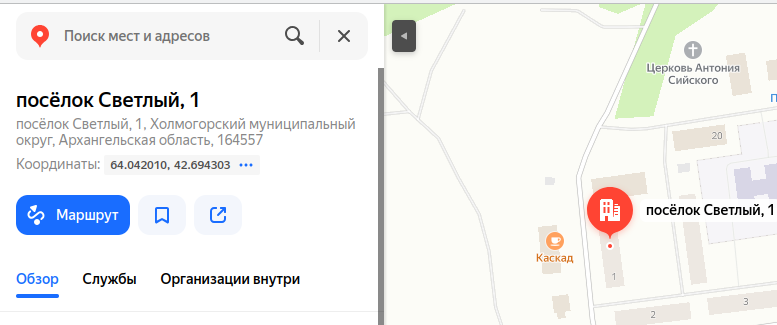 Поиск мест и адресов
посёлок Светлый, 1
посёлок Светлый, 1, Холмогорский муниципальный
округ, Архангельская область, 164557
Координаты: 64.042010, 42.694303 •••
Маршрут
Обзор Службы Организации внутри
Церковь Антония
Сийского
П
20
посёлок Светлый, 1
Каскад
1
2
3